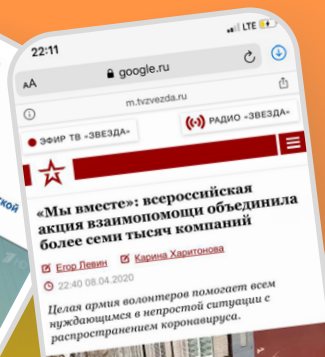 22:11
LTE
AA
google.ru
m.tvzvezda.ru
ЭФИР ТВ «ЗВЕЗДА»
РАДИО «ЗВЕЗДА»
«Мы вместе»: всероссийская
акция взаимопомощи объединила
более семи тысяч компаний
Егор Левин Карина Харитонова
22:40 08.04.2020
Целая армия волонтеров помогает всем
нуждающимся в непростой ситуации с
распространением коронавируса.